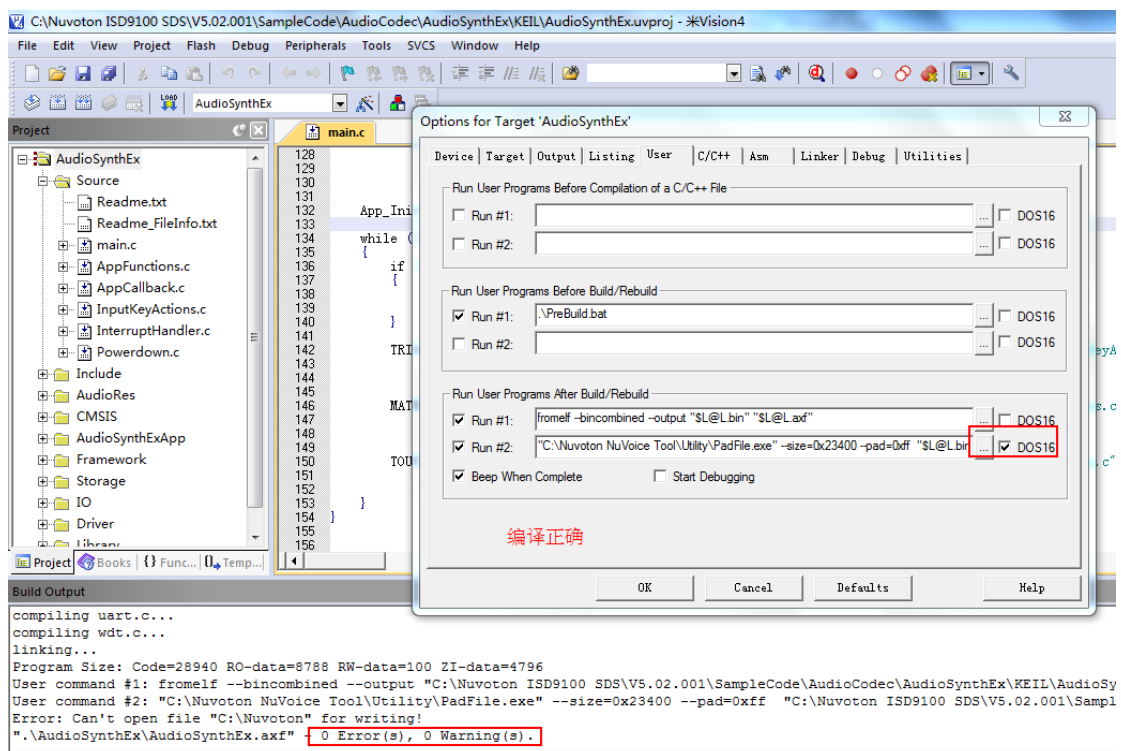 C:\Nuvoton ISD9100 SDS\V5.02.001\SampleCode\AudioCodec\AudioSynthEx\KEIL\AudioSynthEx.uvproj - 米Vision4
File Edit View Project Flash Debug Peripherals Tools SVCS Window Help
LOAD AudioSynthEx
Project
main.c
AudioSynthEx
Source
Readme.txt
Readme_FileInfo.txt
main.c
AppFunctions.c
AppCallback.c
InputKeyActions.c
InterruptHandler.c
Powerdown.c
Include
AudioRes
CMSIS
AudioSynthExApp
Framework
Storage
IO
Driver
Library
Project Books {} Func... Temp...
128
129
130
131
132 App_Ini
133
134 while (
135 {
136 if
137 {
138
139
140 }
141
142 TRI
143
144
145
146 MAT
147
148
149
150 TOU
151
152
153 }
154 }
155
156
Options for Target 'AudioSynthEx'
Device Target Output Listing User C/C++ Asm Linker Debug Utilities
Run User Programs Before Compilation of a C/C++ File
Run #1: ... DOS16
Run #2: ... DOS16
Run User Programs Before Build/Rebuild
Run #1: .\PreBuild.bat ... DOS16
Run #2: ... DOS16
Run User Programs After Build/Rebuild
Run #1: fromelf --bincombined --output "$L@L.bin" "$L@L.axf" ... DOS16
Run #2: "C:\Nuvoton NuVoice Tool\Utility\PadFile.exe" --size=0x23400 --pad=0xff "$L@L.bin ... DOS16
Beep When Complete Start Debugging
编译正确
OK Cancel Defaults Help
eyA
s.c
.c"
Build Output
compiling uart.c...
compiling wdt.c...
linking...
Program Size: Code=28940 RO-data=8788 RW-data=100 ZI-data=4796
User command #1: fromelf --bincombined --output "C:\Nuvoton ISD9100 SDS\V5.02.001\SampleCode\AudioCodec\AudioSynthEx\KEIL\AudioSy
User command #2: "C:\Nuvoton NuVoice Tool\Utility\PadFile.exe" --size=0x23400 --pad=0xff "C:\Nuvoton ISD9100 SDS\V5.02.001\Sampl
Error: Can't open file "C:\Nuvoton" for writing!
".\AudioSynthEx\AudioSynthEx.axf" - 0 Error(s), 0 Warning(s).